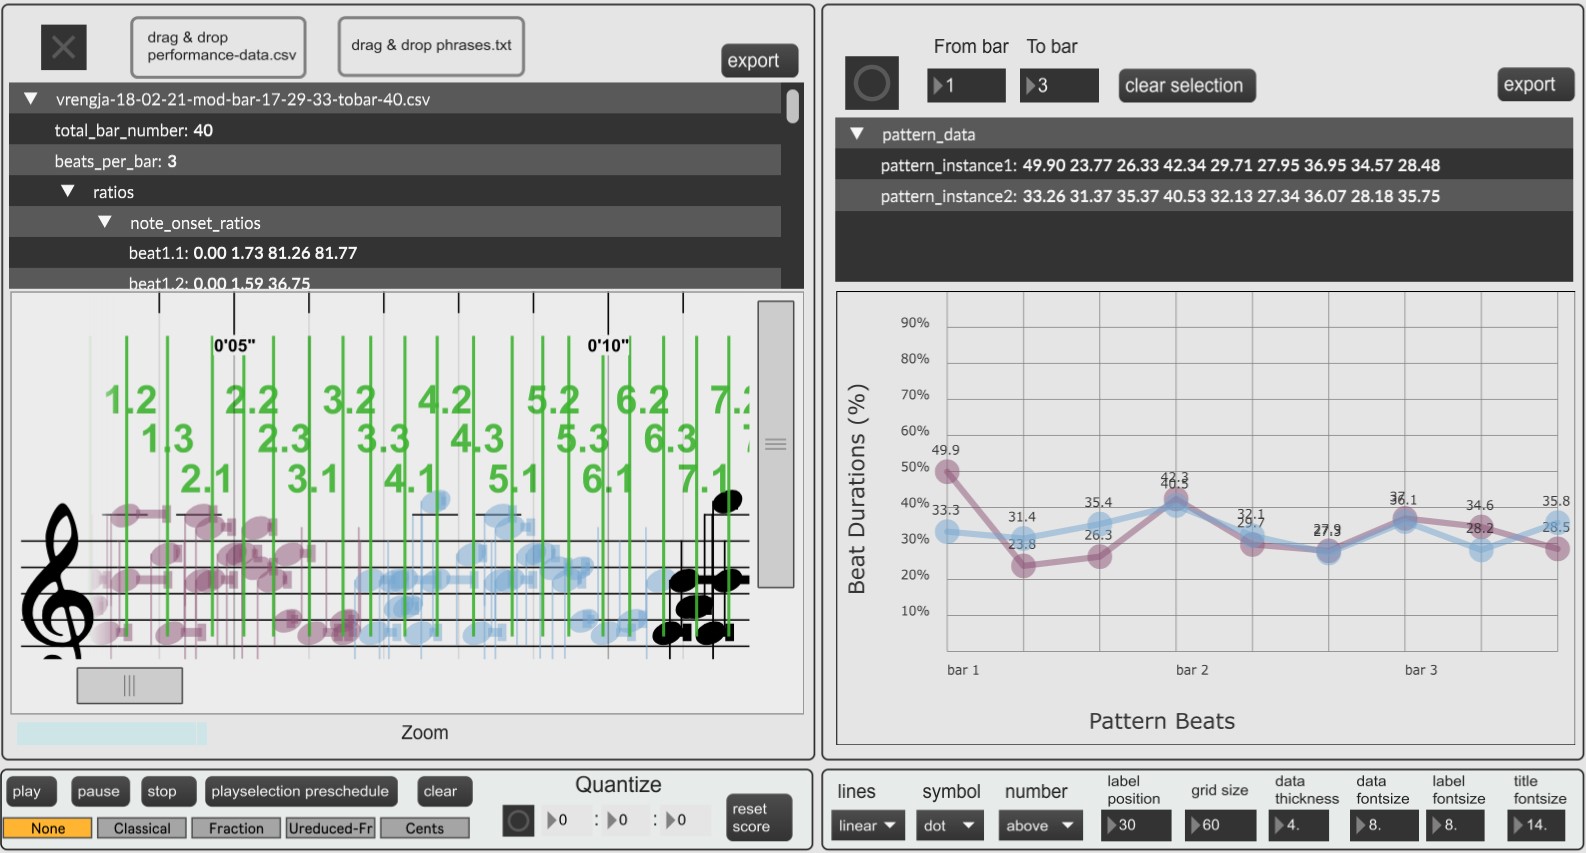 drag & drop
performance-data.csv
drag & drop phrases.txt
export
vrengja-18-02-21-mod-bar-17-29-33-tobar-40.csv
total_bar_number: 40
beats_per_bar: 3
ratios
note_onset_ratios
beat1.1: 0.00 1.73 81.26 81.77
beat1.2: 0.00 1.59 36.75
0'05" 0'10"
1.2 2.2 3.2 4.2 5.2 6.2 7.2
1.3 2.3 3.3 4.3 5.3 6.3
2.1 3.1 4.1 5.1 6.1 7.1
Zoom
play pause stop playselection preschedule clear
None Classical Fraction Ureduced-Fr Cents
Quantize
0 : 0 : 0
reset
score
From bar To bar
1 3 clear selection export
pattern_data
pattern_instance1: 49.90 23.77 26.33 42.34 29.71 27.95 36.95 34.57 28.48
pattern_instance2: 33.26 31.37 35.37 40.53 32.13 27.34 36.07 28.18 35.75
Beat Durations (%)
90%
80%
70%
60%
50%
40%
30%
20%
10%
49.9 23.8 26.3 42.3 29.7 27.9 37. 34.6 28.5
33.3 31.4 35.4 40.5 32.1 27.3 36.1 28.2 35.8
bar 1 bar 2 bar 3
Pattern Beats
lines symbol number
linear dot above
label
position
30
grid size
60
data
thickness
4.
data
fontsize
8.
label
fontsize
8.
title
fontsize
14.